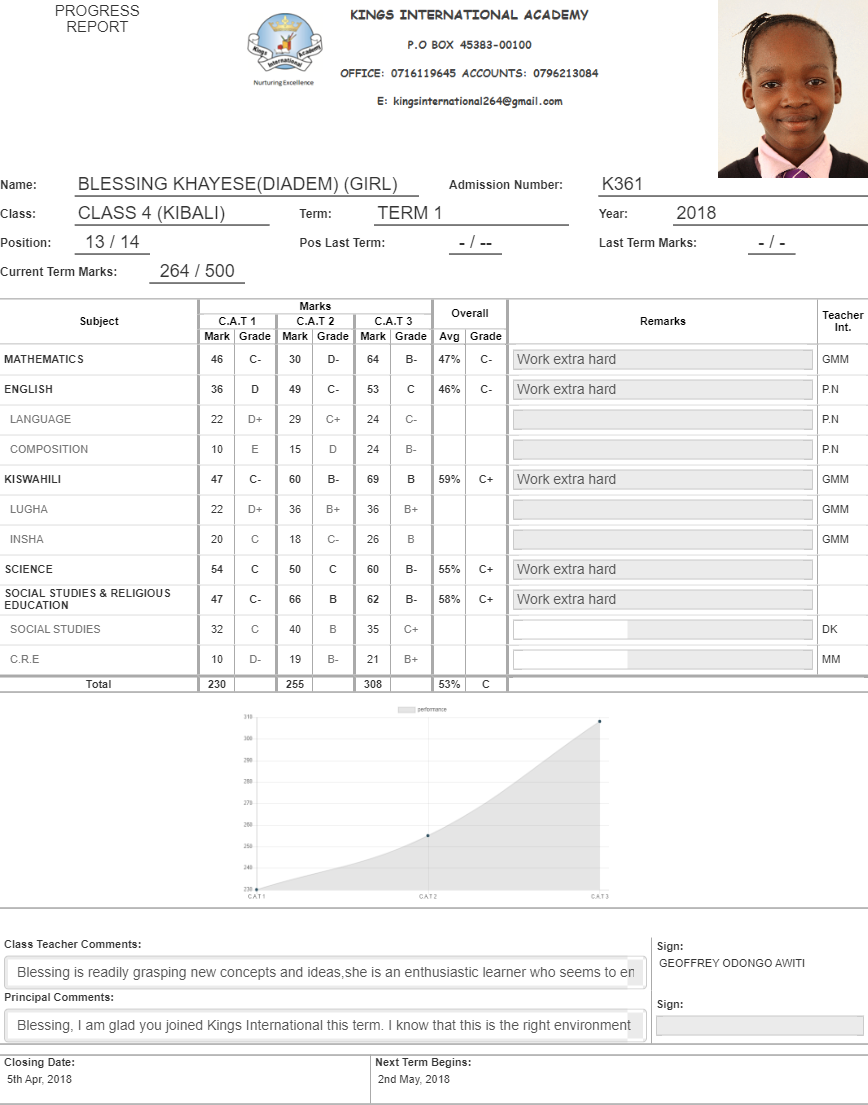 PROGRESS
REPORT
KINGS INTERNATIONAL ACADEMY
P.O BOX 45383-00100
OFFICE: 0716119645 ACCOUNTS: 0796213084
E: kingsinternational264@gmail.com
Kings International Academy
Nurturing Excellence
Name: BLESSING KHAYESE(DIADEM) (GIRL) Admission Number: K361
Class: CLASS 4 (KIBALI) Term: TERM 1 Year: 2018
Position: 13 / 14 Pos Last Term: - / -- Last Term Marks: - / -
Current Term Marks: 264 / 500
Subject Marks Overall Remarks Teacher Int.
C.A.T 1 C.A.T 2 C.A.T 3
Mark Grade Mark Grade Mark Grade Avg Grade
MATHEMATICS 46 C- 30 D- 64 B- 47% C- Work extra hard GMM
ENGLISH 36 D 49 C- 53 C 46% C- Work extra hard P.N
LANGUAGE 22 D+ 29 C+ 24 C- P.N
COMPOSITION 10 E 15 D 24 B- P.N
KISWAHILI 47 C- 60 B- 69 B 59% C+ Work extra hard GMM
LUGHA 22 D+ 36 B+ 36 B+ GMM
INSHA 20 C 18 C- 26 B GMM
SCIENCE 54 C 50 C 60 B- 55% C+ Work extra hard
SOCIAL STUDIES & RELIGIOUS
EDUCATION 47 C- 66 B 62 B- 58% C+ Work extra hard
SOCIAL STUDIES 32 C 40 B 35 C+ DK
C.R.E 10 D- 19 B- 21 B+ MM
Total 230 255 308 53% C
performance
310
300
290
280
270
260
250
240
230
CAT1 CAT2 CAT3
Class Teacher Comments:
Blessing is readily grasping new concepts and ideas,she is an enthusiastic learner who seems to en
Sign:
GEOFFREY ODONGO AWITI
Principal Comments:
Blessing, I am glad you joined Kings International this term. I know that this is the right environment
Sign:
Closing Date: Next Term Begins:
5th Apr, 2018 2nd May, 2018